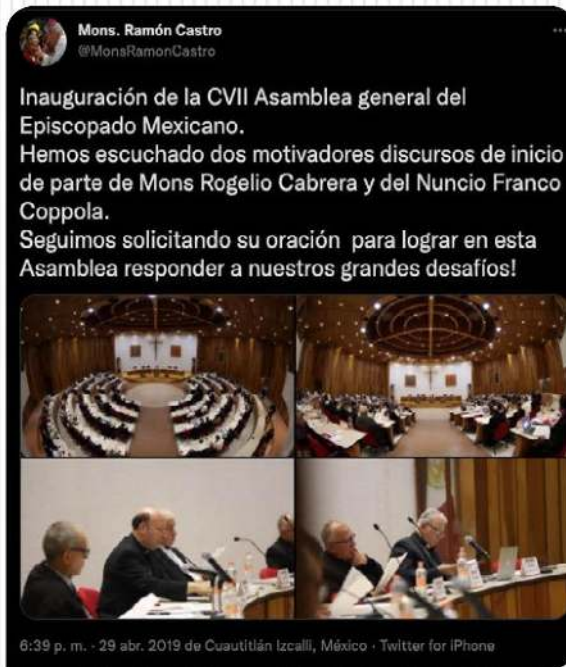 Mons. Ramón Castro
@MonsRamonCastro
Inauguración de la CVII Asamblea general del
Episcopado Mexicano.
Hemos escuchado dos motivadores discursos de inicio
de parte de Mons Rogelio Cabrera y del Nuncio Franco
Coppola.
Seguimos solicitando su oración para lograr en esta
Asamblea responder a nuestros grandes desafíos!
6:39 p. m. · 29 abr. 2019 de Cuautitlán Izcalli, México · Twitter for iPhone